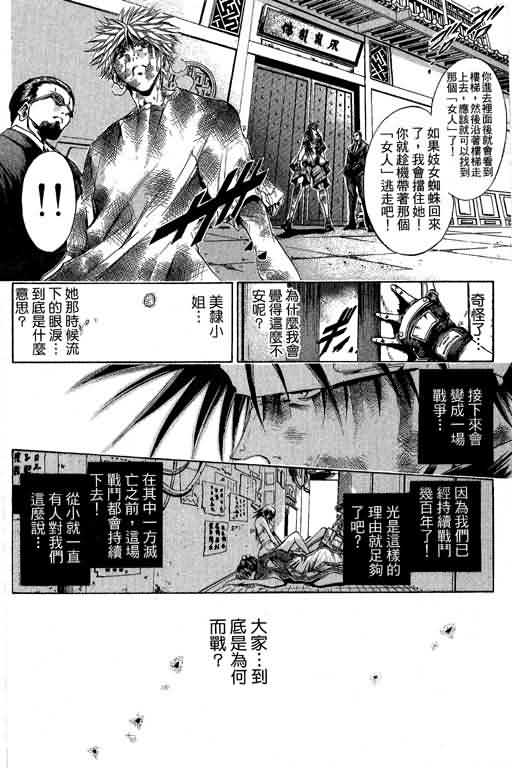 你進去裡面後就會看到
樓梯，然後沿著樓梯走
上去，應該就可以找到
那個「女人」了！
如果妓女蜘蛛回來
了，我會擋住她！
你就趁機帶著那個
「女人」逃走吧！
!!
奇怪了…
為什麼我會
覺得這麼不
安呢？
美隸小
姐…
她那時候流
下的眼淚…
到底是什麼
意思？
接下來會
變成一場
戰爭…
因為我們已
經持續戰鬥
幾百年了！
光是這樣的
理由就足夠
了吧？
在其中一方滅
亡之前，這場
戰鬥都會持續
下去！
從小就一直
有人對我們
這麼說…
大家…到
底是為何
而戰？